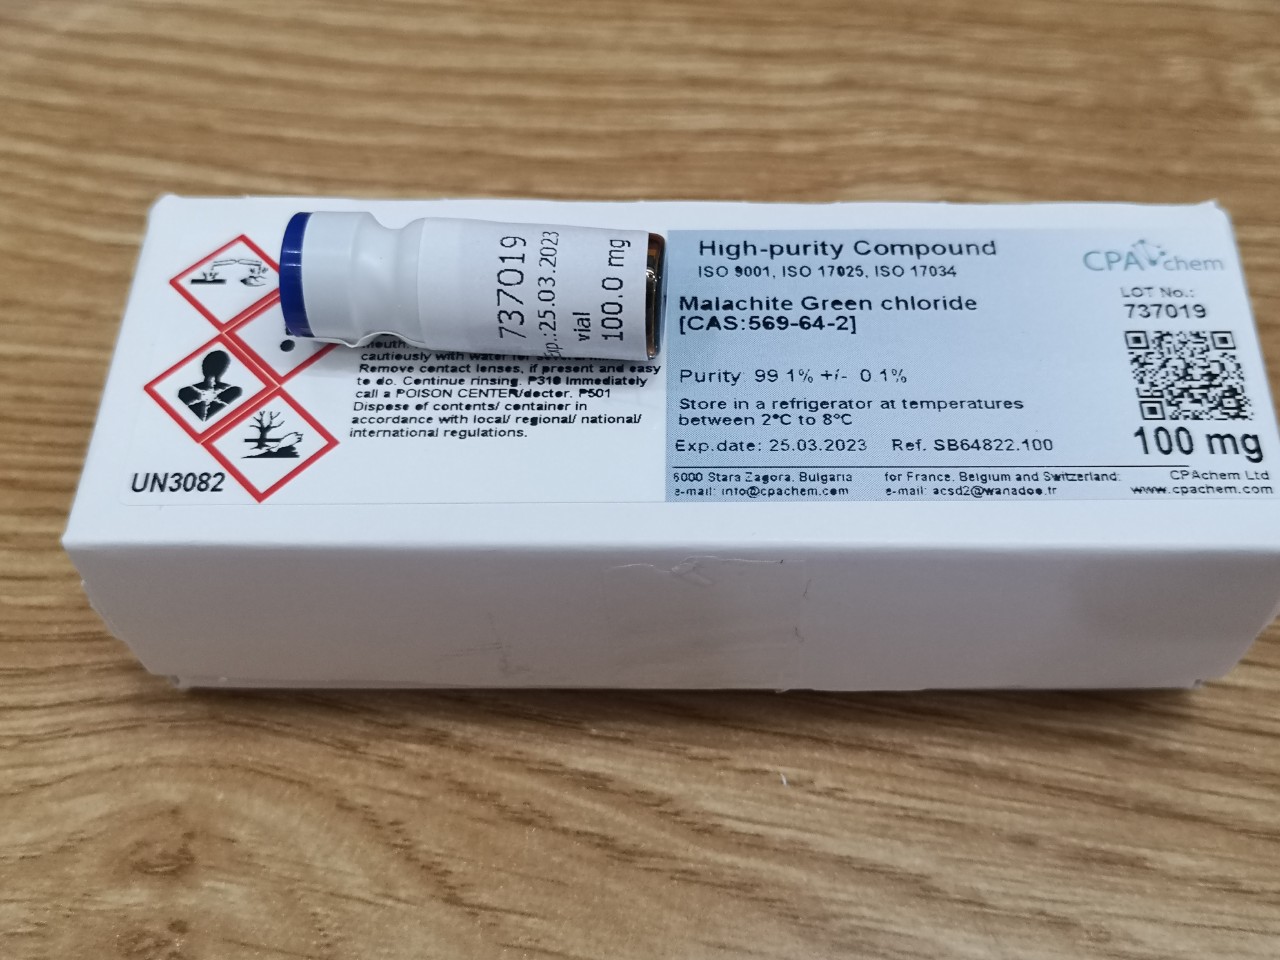 High-purity Compound
ISO 9001, ISO 17025, ISO 17034
Malachite Green chloride
[CAS:569-64-2]
Purity: 99.1% +/- 0.1%
Store in a refrigerator at temperatures
between 2°C to 8°C
Exp.date: 25.03.2023 Ref. SB64822.100
6000 Stara Zagora, Bulgaria
e-mail: info@cpachem.com
for France, Belgium and Switzerland:
e-mail: acsd2@wanadoo.fr
CPAchem
LOT No.:
737019
100 mg
CPAchem Ltd
www.cpachem.com
737019
25.03.2023
vial
100.0 mg
mouth.
cautiously with water for
Remove contact lenses, if present and easy
to do. Continue rinsing. P310 Immediately
call a POISON CENTER/doctor. P501
Dispose of contents/ container in
accordance with local/ regional/ national/
international regulations.
UN3082